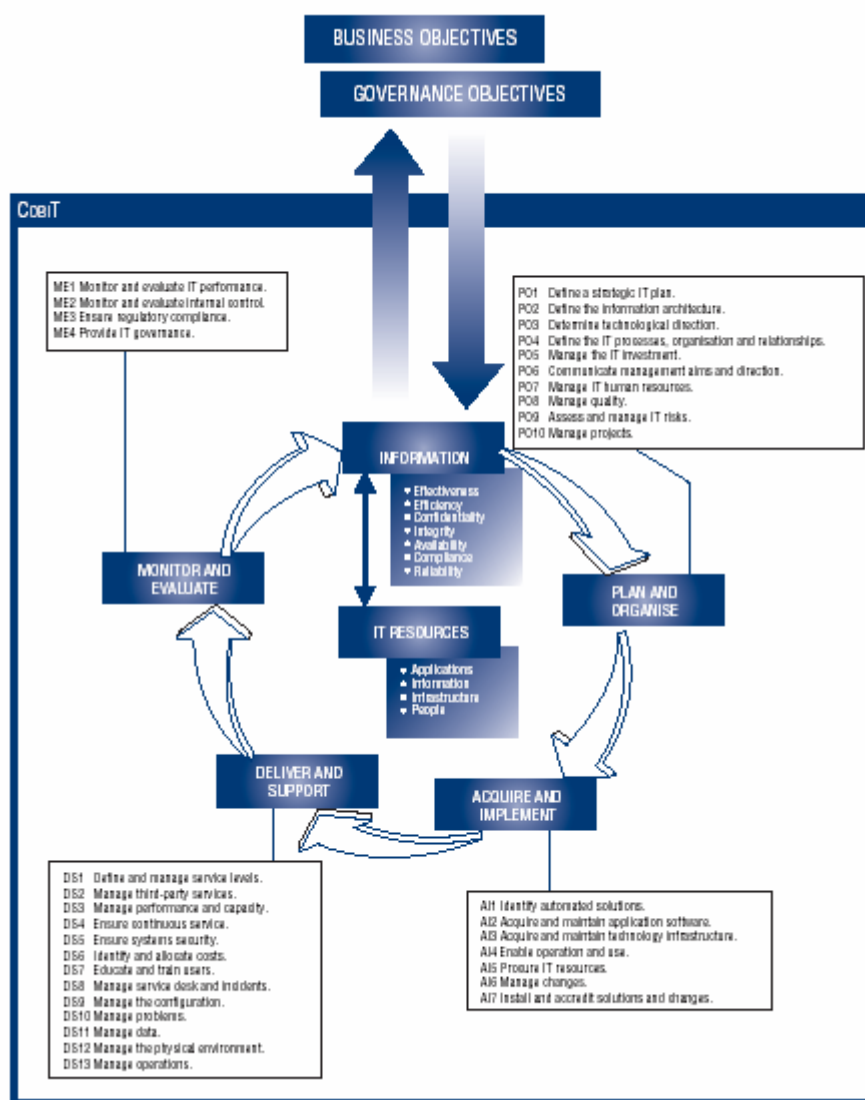 BUSINESS OBJECTIVES
GOVERNANCE OBJECTIVES
COBIT
ME1 Monitor and evaluate IT performance.
ME2 Monitor and evaluate internal control.
ME3 Ensure regulatory compliance.
ME4 Provide IT governance.
PO1 Define a strategic IT plan.
PO2 Define the information architecture.
PO3 Determine technological direction.
PO4 Define the IT processes, organisation and relationships.
PO5 Manage the IT investment.
PO6 Communicate management aims and direction.
PO7 Manage IT human resources.
PO8 Manage quality.
PO9 Assess and manage IT risks.
PO10 Manage projects.
INFORMATION
Effectiveness
Efficiency
Confidentiality
Integrity
Availability
Compliance
Reliability
MONITOR AND
EVALUATE
PLAN AND
ORGANISE
IT RESOURCES
Applications
Information
Infrastructure
People
DELIVER AND
SUPPORT
ACQUIRE AND
IMPLEMENT
DS1 Define and manage service levels.
DS2 Manage third-party services.
DS3 Manage performance and capacity.
DS4 Ensure continuous service.
DS5 Ensure systems security.
DS6 Identify and allocate costs.
DS7 Educate and train users.
DS8 Manage service desk and incidents.
DS9 Manage the configuration.
DS10 Manage problems.
DS11 Manage data.
DS12 Manage the physical environment.
DS13 Manage operations.
AI1 Identify automated solutions.
AI2 Acquire and maintain application software.
AI3 Acquire and maintain technology infrastructure.
AI4 Enable operation and use.
AI5 Procure IT resources.
AI6 Manage changes.
AI7 Install and accredit solutions and changes.